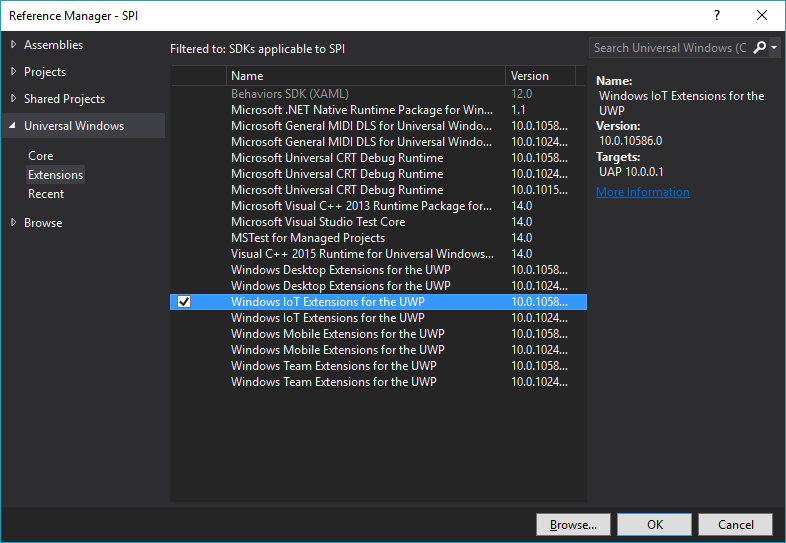 Reference Manager - SPI
?
Assemblies
Projects
Shared Projects
Universal Windows
Core
Extensions
Recent
Browse
Filtered to: SDKs applicable to SPI
Name Version
Behaviors SDK (XAML) 12.0
Microsoft .NET Native Runtime Package for Win... 1.1
Microsoft General MIDI DLS for Universal Windo... 10.0.1058...
Microsoft General MIDI DLS for Universal Windo... 10.0.1024...
Microsoft Universal CRT Debug Runtime 10.0.1058...
Microsoft Universal CRT Debug Runtime 10.0.1024...
Microsoft Universal CRT Debug Runtime 10.0.1015...
Microsoft Visual C++ 2013 Runtime Package for... 14.0
Microsoft Visual Studio Test Core 14.0
MSTest for Managed Projects 14.0
Visual C++ 2015 Runtime for Universal Windows... 14.0
Windows Desktop Extensions for the UWP 10.0.1058...
Windows Desktop Extensions for the UWP 10.0.1024...
Windows IoT Extensions for the UWP 10.0.1058...
Windows IoT Extensions for the UWP 10.0.1024...
Windows Mobile Extensions for the UWP 10.0.1058...
Windows Mobile Extensions for the UWP 10.0.1024...
Windows Team Extensions for the UWP 10.0.1058...
Windows Team Extensions for the UWP 10.0.1024...
Search Universal Windows (C
Name:
Windows IoT Extensions for the
UWP
Version:
10.0.10586.0
Targets:
UAP 10.0.0.1
More Information
Browse... OK Cancel